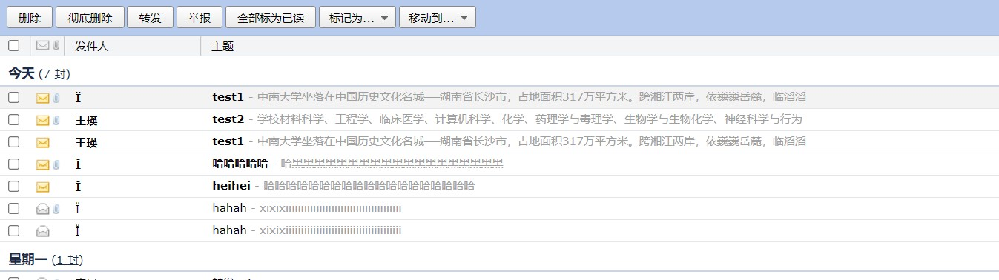 删除 彻底删除 转发 举报 全部标为已读 标记为... 移动到...
发件人 主题
今天 (7 封)
Ĭ test1 - 中南大学坐落在中国历史文化名城──湖南省长沙市，占地面积317万平方米。跨湘江两岸，依巍巍岳麓，临滔滔
王瑛 test2 - 学校材料科学、工程学、临床医学、计算机科学、化学、药理学与毒理学、生物学与生物化学、神经科学与行为
王瑛 test1 - 中南大学坐落在中国历史文化名城──湖南省长沙市，占地面积317万平方米。跨湘江两岸，依巍巍岳麓，临滔滔
Ĭ 哈哈哈哈哈 - 哈黑黑黑黑黑黑黑黑黑黑黑黑黑黑黑黑黑黑黑
Ĭ heihei - 哈哈哈哈哈哈哈哈哈哈哈哈哈哈哈哈哈哈哈
Ĭ hahah - xixixiiiiiiiiiiiiiiiiiiiiiiiiiiiiiiiiiiiii
Ĭ hahah - xixixiiiiiiiiiiiiiiiiiiiiiiiiiiiiiiiiiiiii
星期一 (1 封)